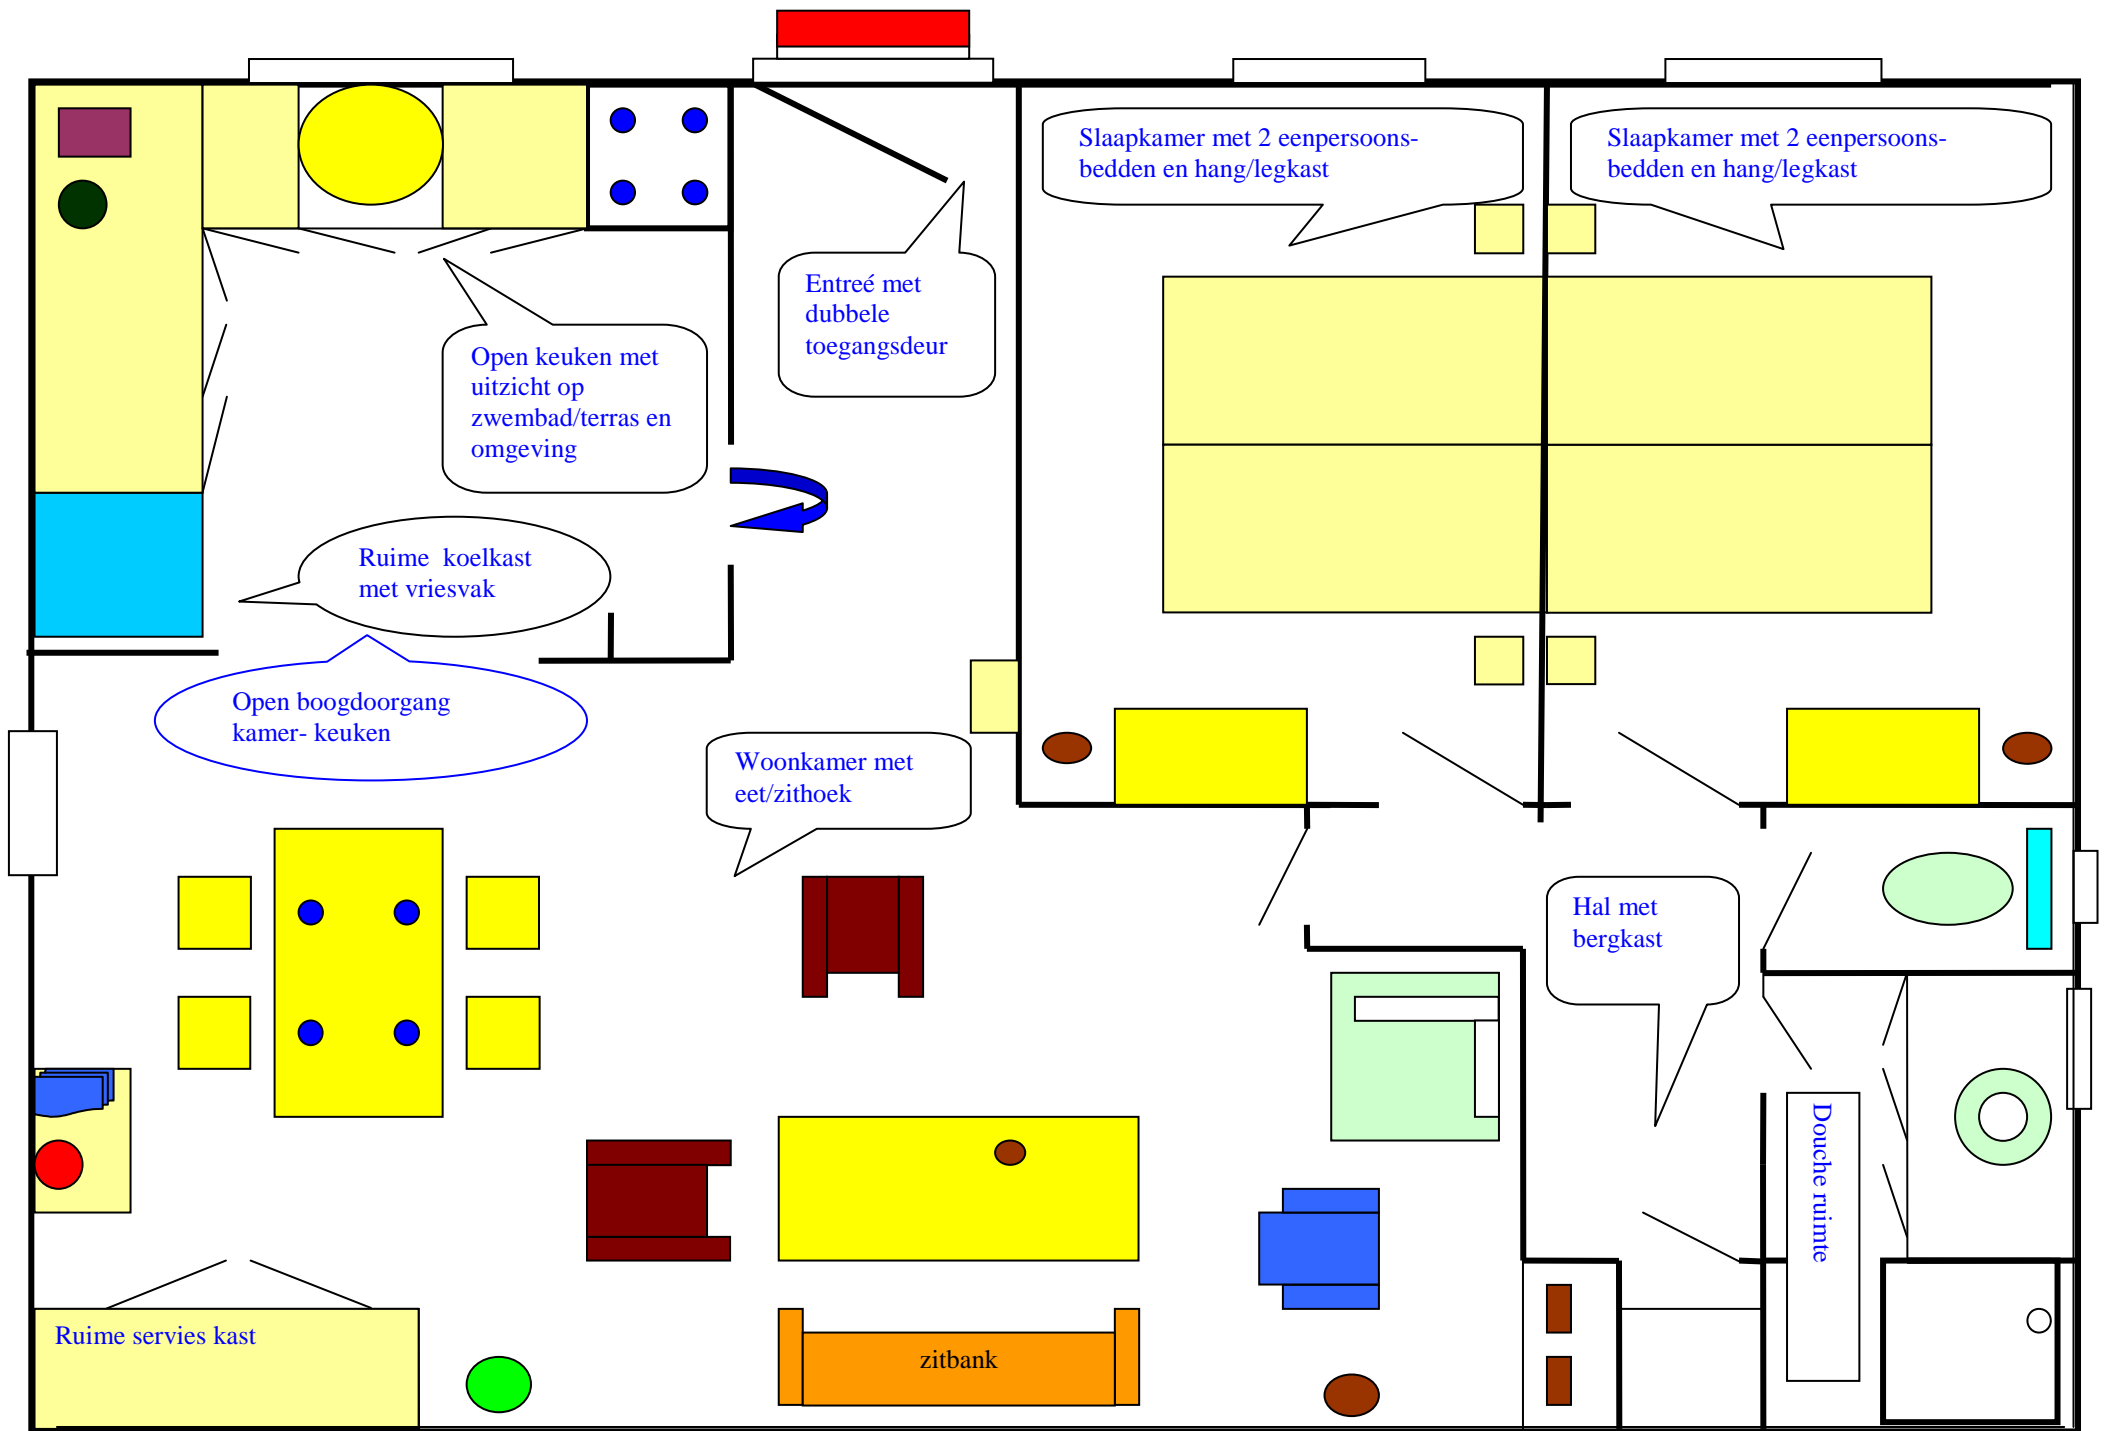 Slaapkamer met 2 eenpersoons-
bedden en hang/legkast
Slaapkamer met 2 eenpersoons-
bedden en hang/legkast
Entreé met
dubbele
toegangsdeur
Open keuken met
uitzicht op
zwembad/terras en
omgeving
Ruime  koelkast
met vriesvak
Open boogdoorgang
kamer- keuken
Woonkamer met
eet/zithoek
Hal met
bergkast
Douche ruimte
Ruime servies kast
zitbank